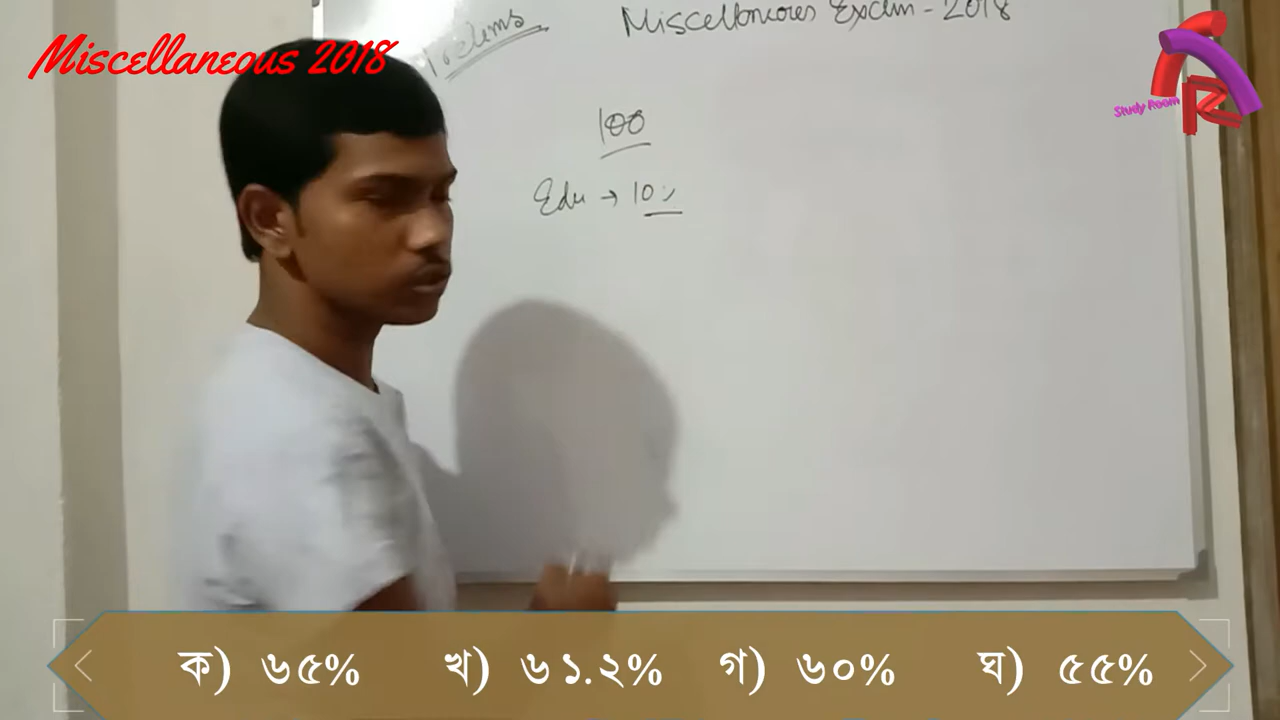 Miscellaneous 2018
Prelims
Miscellaneous Exam - 2018
Study Room
100
Edu → 10%
ক) ৬৫% খ) ৬১.২% গ) ৬০% ঘ) ৫৫%